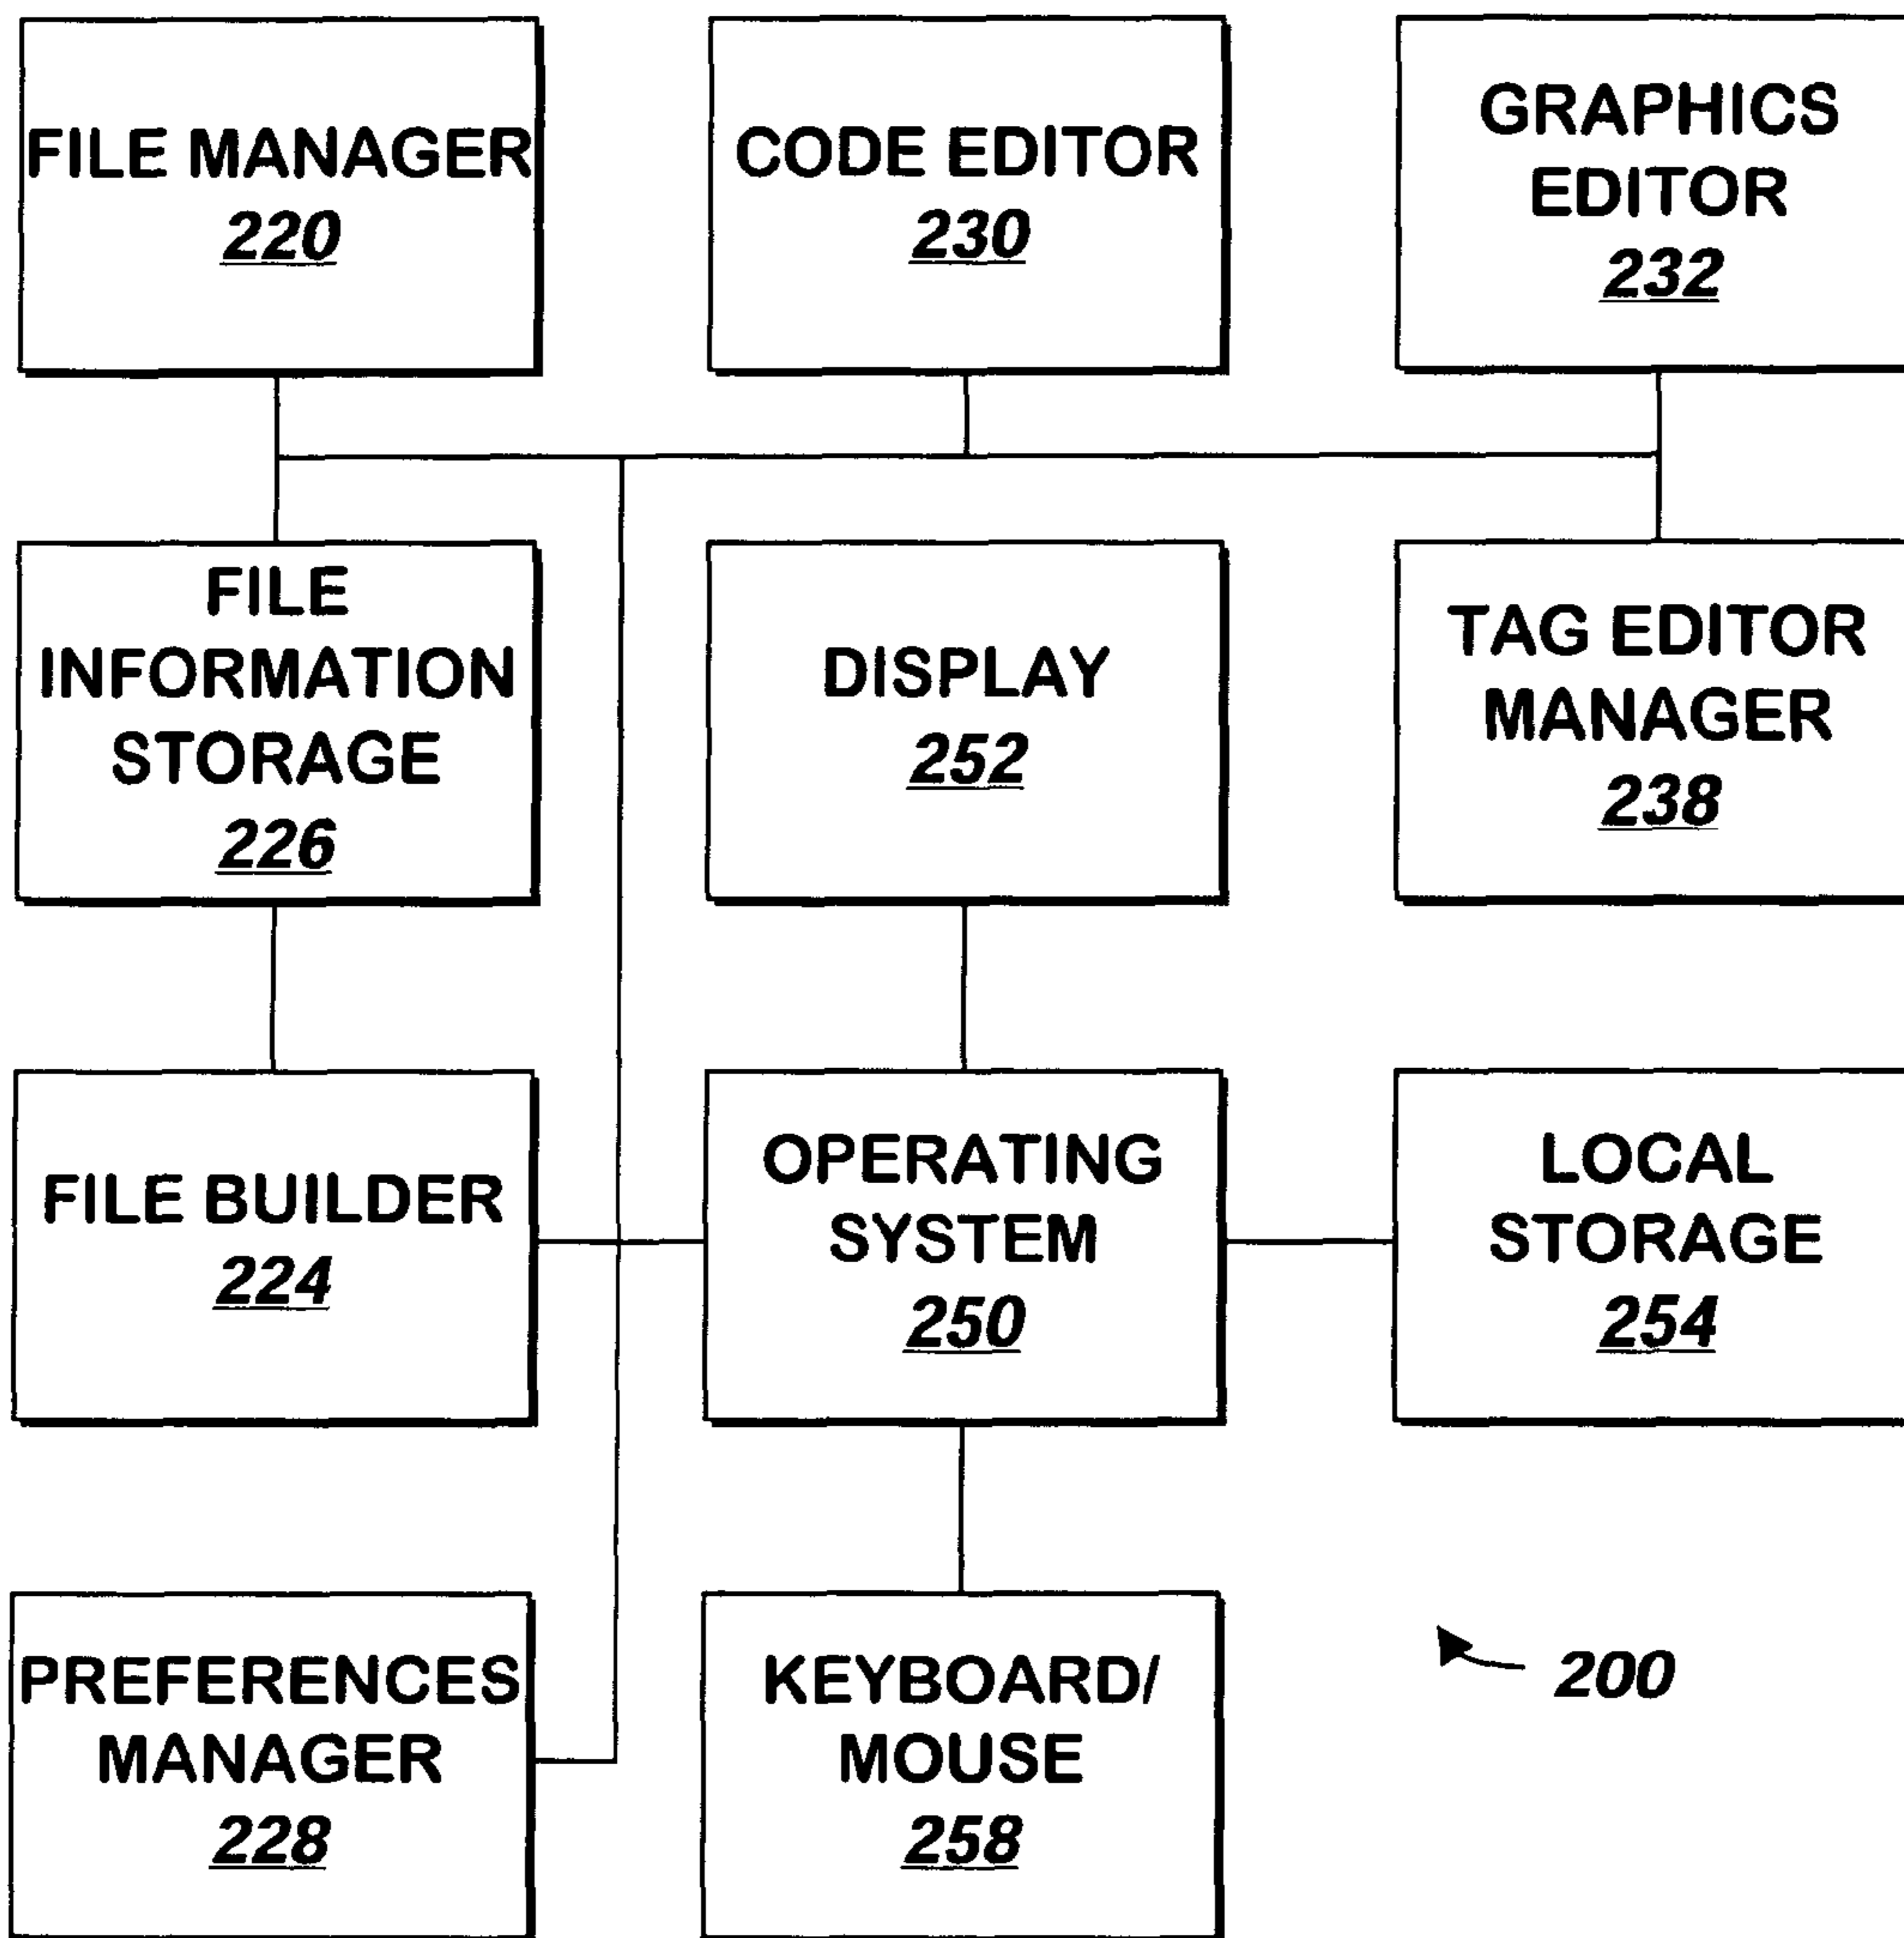 FILE MANAGER
220
CODE EDITOR
230
GRAPHICS
EDITOR
232
FILE
INFORMATION
STORAGE
226
DISPLAY
252
TAG EDITOR
MANAGER
238
FILE BUILDER
224
OPERATING
SYSTEM
250
LOCAL
STORAGE
254
PREFERENCES
MANAGER
228
KEYBOARD/
MOUSE
258
200